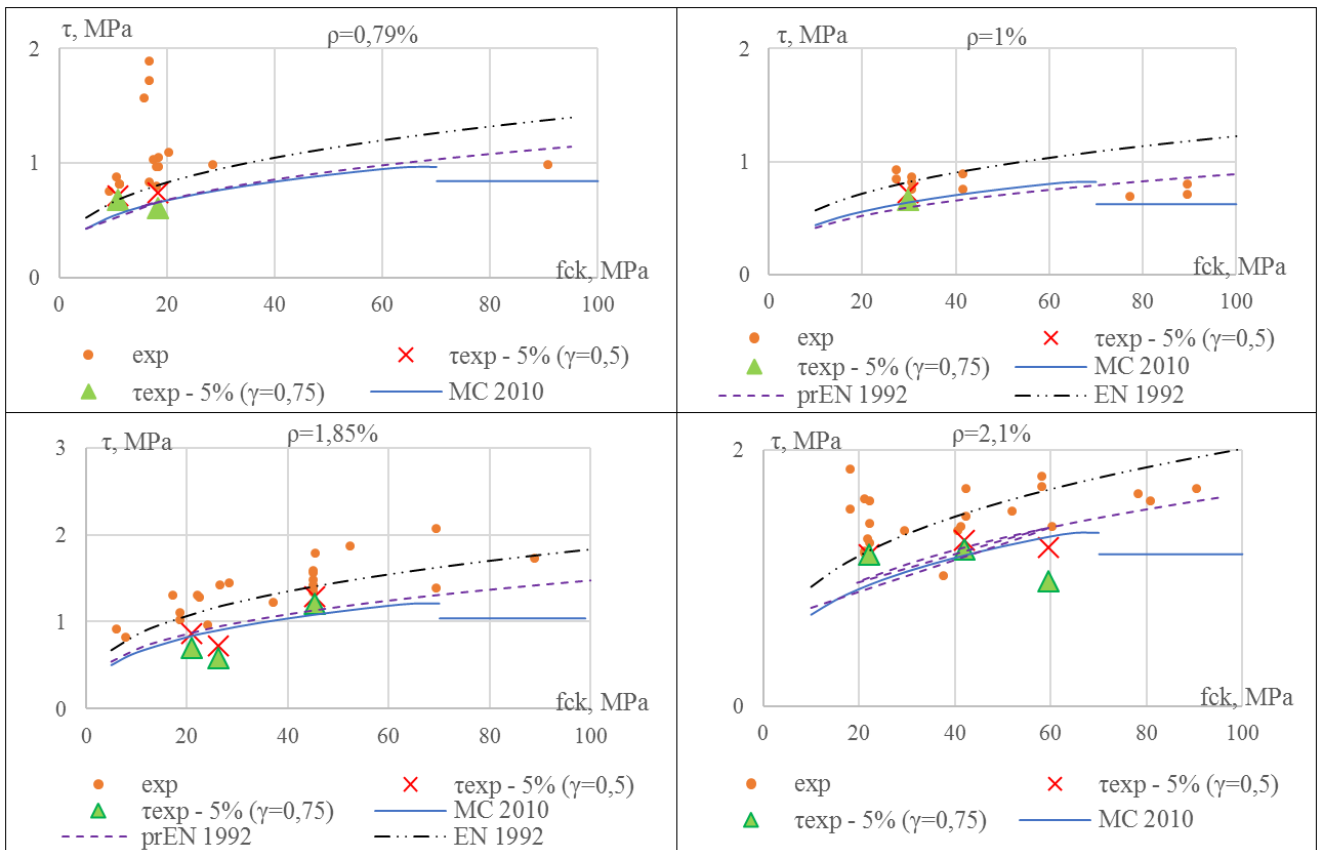 τ, MPa
ρ=0,79%
2
1
0
fck, MPa
0 20 40 60 80 100
exp
τexp - 5% (γ=0,5)
τexp - 5% (γ=0,75)
MC 2010
τ, MPa
ρ=1%
2
1
0
fck, MPa
0 20 40 60 80 100
exp
τexp - 5% (γ=0,5)
τexp - 5% (γ=0,75)
MC 2010
prEN 1992
EN 1992
τ, MPa
ρ=1,85%
3
2
1
0
fck, MPa
0 20 40 60 80 100
exp
τexp - 5% (γ=0,5)
τexp - 5% (γ=0,75)
MC 2010
prEN 1992
EN 1992
τ, MPa
ρ=2,1%
2
0
fck, MPa
0 20 40 60 80 100
exp
τexp - 5% (γ=0,5)
τexp - 5% (γ=0,75)
MC 2010